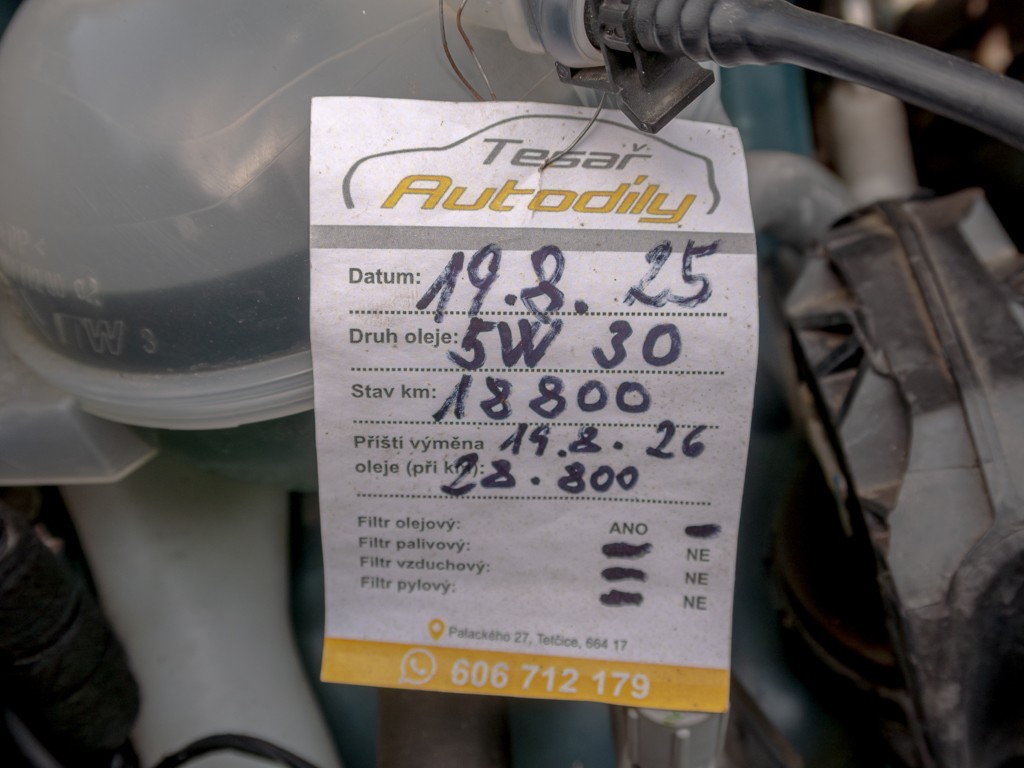 Tesař
Autodíly
Datum: 19.8.25
Druh oleje: 5W 30
Stav km: 18800
Příští výměna 19.8.26
oleje (při km): 28.800
Filtr olejový: ANO
Filtr palivový: NE
Filtr vzduchový: NE
Filtr pylový: NE
Palackého 27, Tetčice, 664 17
606 712 179